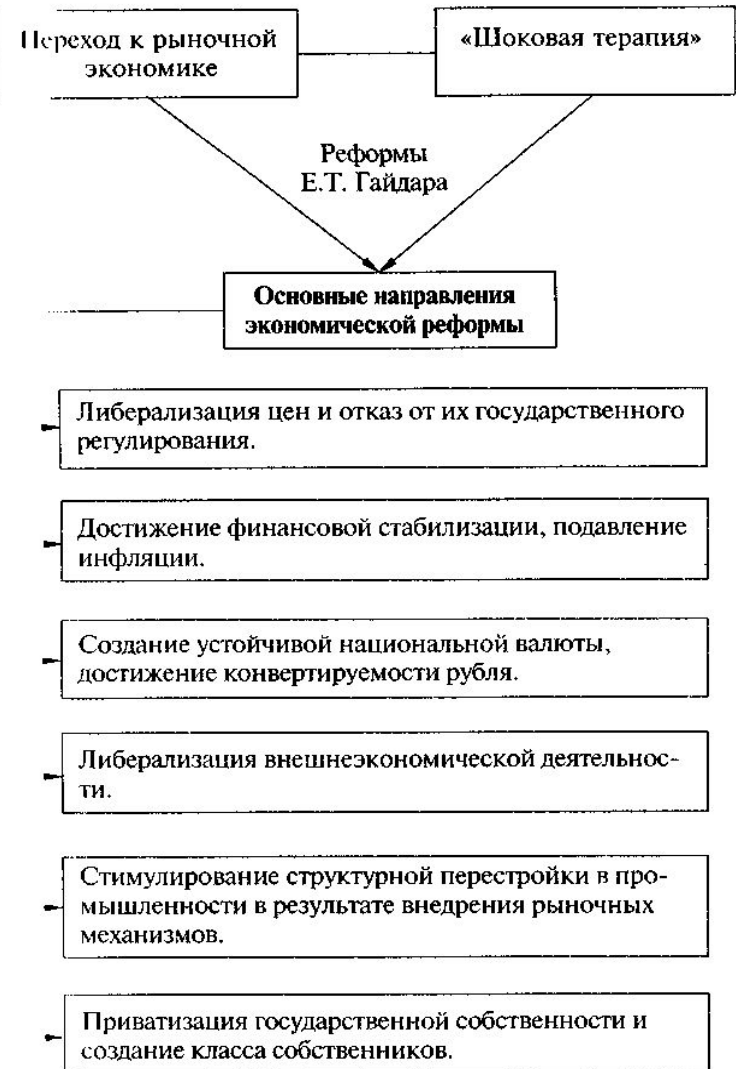 Переход к рыночной
экономике
«Шоковая терапия»
Реформы
Е.Т. Гайдара
Основные направления
экономической реформы
Либерализация цен и отказ от их государственного
регулирования.
Достижение финансовой стабилизации, подавление
инфляции.
Создание устойчивой национальной валюты,
достижение конвертируемости рубля.
Либерализация внешнеэкономической деятельнос-
ти.
Стимулирование структурной перестройки в про-
мышленности в результате внедрения рыночных
механизмов.
Приватизация государственной собственности и
создание класса собственников.